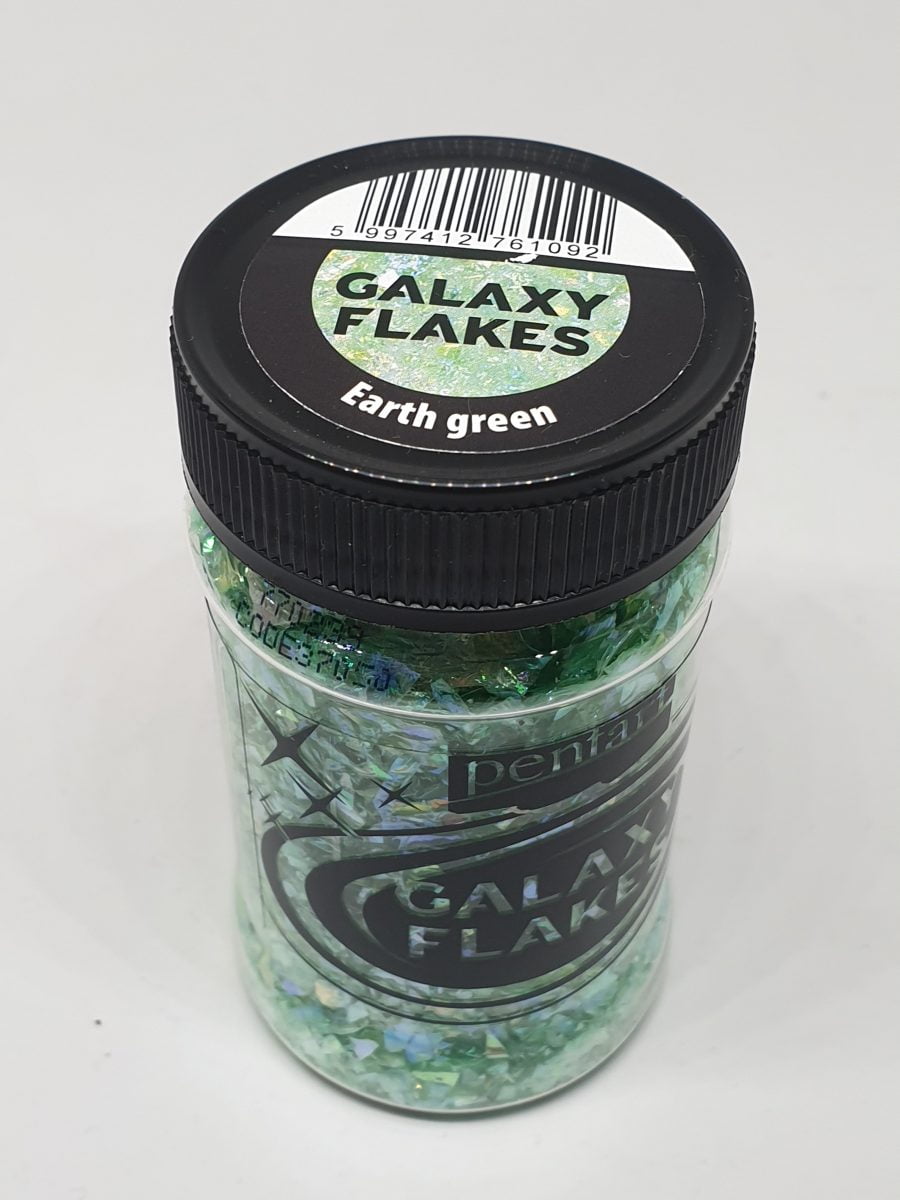 5 997412 761092
GALAXY
FLAKES
Earth green
pentart
GALAXY
FLAKES